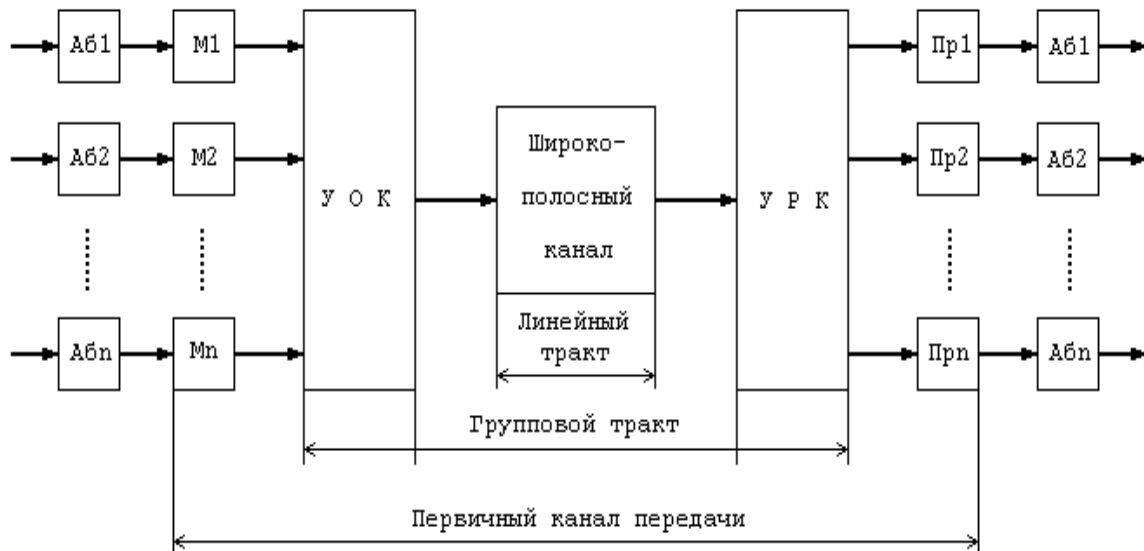 Аб1 М1 Пр1 Аб1
Аб2 М2 Пр2 Аб2
У О К
Широко-
полосный
канал
У Р К
Линейный
тракт
Абn Мn Прn Абn
Групповой тракт
Первичный канал передачи